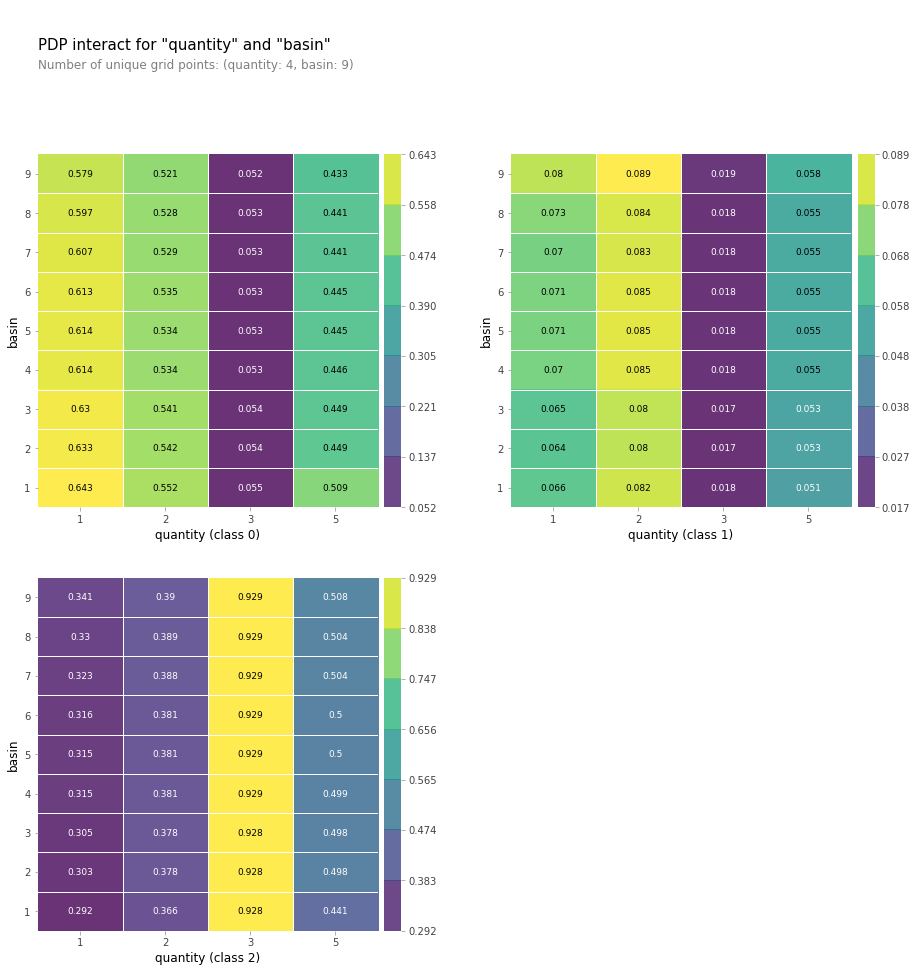 PDP interact for "quantity" and "basin"
Number of unique grid points: (quantity: 4, basin: 9)
basin
9 0.579 0.521 0.052 0.433
8 0.597 0.528 0.053 0.441
7 0.607 0.529 0.053 0.441
6 0.613 0.535 0.053 0.445
5 0.614 0.534 0.053 0.445
4 0.614 0.534 0.053 0.446
3 0.63 0.541 0.054 0.449
2 0.633 0.542 0.054 0.449
1 0.643 0.552 0.055 0.509
1 2 3 5
quantity (class 0)
0.643
0.558
0.474
0.390
0.305
0.221
0.137
0.052
basin
9 0.08 0.089 0.019 0.058
8 0.073 0.084 0.018 0.055
7 0.07 0.083 0.018 0.055
6 0.071 0.085 0.018 0.055
5 0.071 0.085 0.018 0.055
4 0.07 0.085 0.018 0.055
3 0.065 0.08 0.017 0.053
2 0.064 0.08 0.017 0.053
1 0.066 0.082 0.018 0.051
1 2 3 5
quantity (class 1)
0.089
0.078
0.068
0.058
0.048
0.038
0.027
0.017
basin
9 0.341 0.39 0.929 0.508
8 0.33 0.389 0.929 0.504
7 0.323 0.388 0.929 0.504
6 0.316 0.381 0.929 0.5
5 0.315 0.381 0.929 0.5
4 0.315 0.381 0.929 0.499
3 0.305 0.378 0.928 0.498
2 0.303 0.378 0.928 0.498
1 0.292 0.366 0.928 0.441
1 2 3 5
quantity (class 2)
0.929
0.838
0.747
0.656
0.565
0.474
0.383
0.292